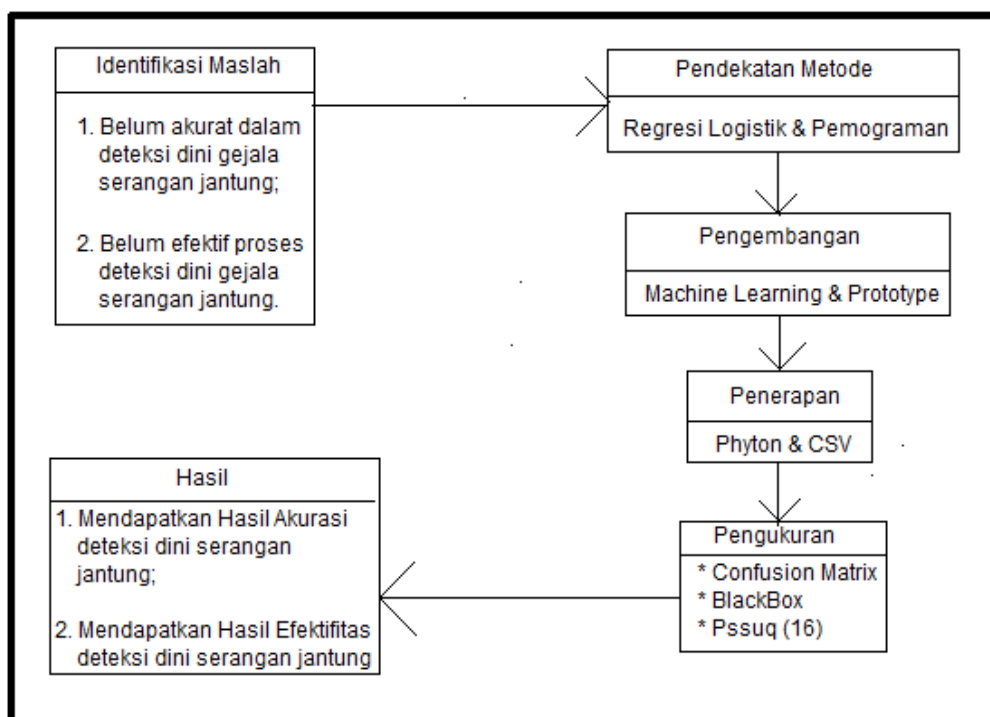 Identifikasi Maslah
1. Belum akurat dalam
deteksi dini gejala
serangan jantung;
2. Belum efektif proses
deteksi dini gejala
serangan jantung.
Pendekatan Metode
Regresi Logistik & Pemograman
Pengembangan
Machine Learning & Prototype
Penerapan
Phyton & CSV
Pengukuran
* Confusion Matrix
* BlackBox
* Pssuq (16)
Hasil
1. Mendapatkan Hasil Akurasi
deteksi dini serangan
jantung;
2. Mendapatkan Hasil Efektifitas
deteksi dini serangan jantung